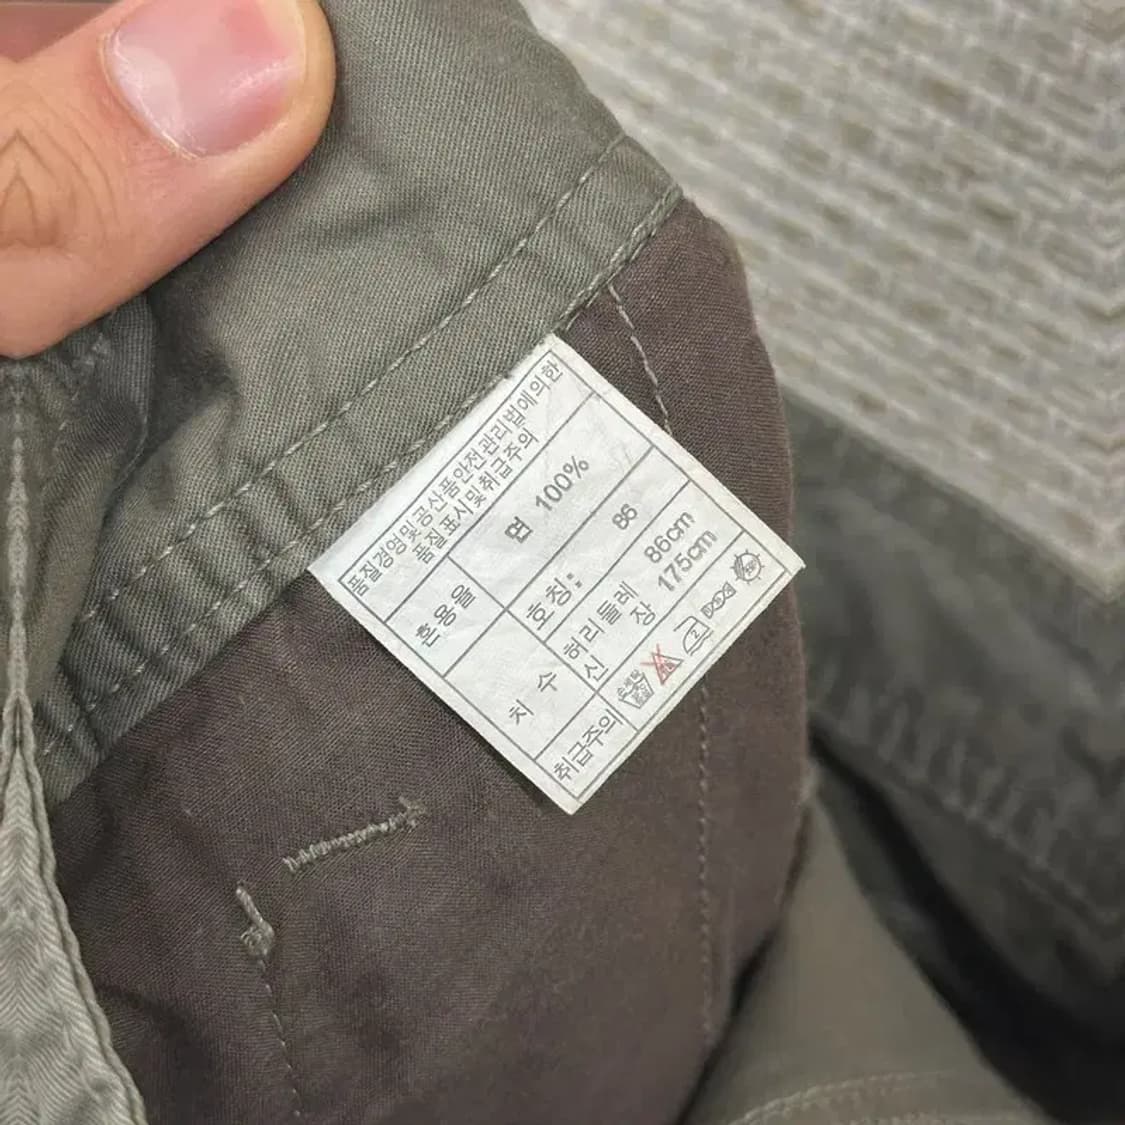 품질경영및공산품안전관리법에의한
품질표시및취급주의
혼용율 면 100%
치 수 호칭: 86
허리둘레 86cm
신 장 175cm
취급주의